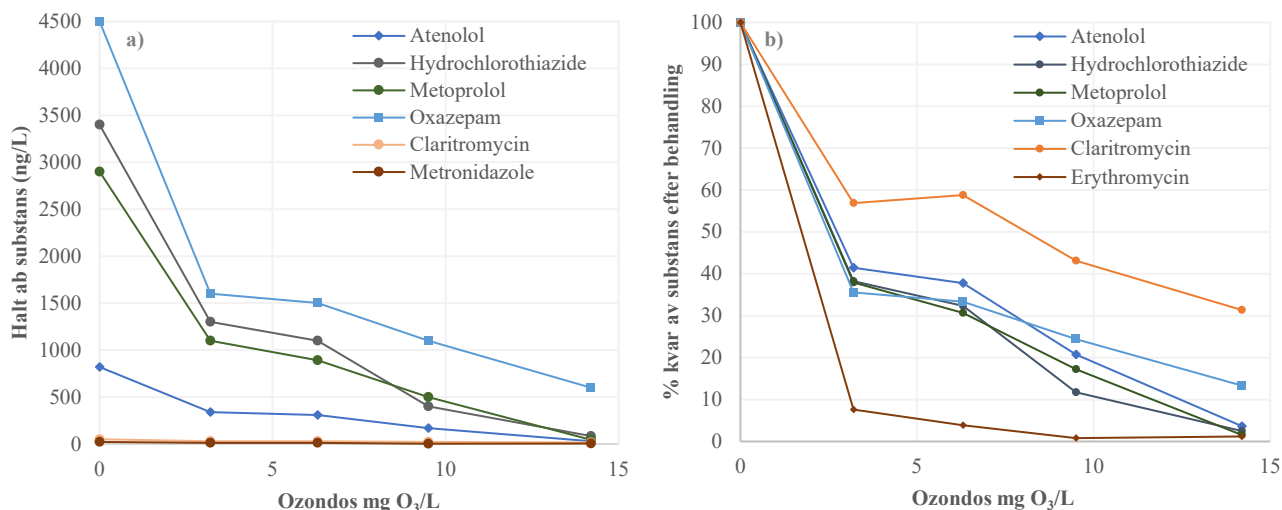 a)
Atenolol
Hydrochlorothiazide
Metoprolol
Oxazepam
Claritromycin
Metronidazole
Halt ab substans (ng/L)
4500
4000
3500
3000
2500
2000
1500
1000
500
0
0
5
10
15
Ozondos mg O₃/L
b)
Atenolol
Hydrochlorothiazide
Metoprolol
Oxazepam
Claritromycin
Erythromycin
% kvar av substans efter behandling
100
90
80
70
60
50
40
30
20
10
0
0
5
10
15
Ozondos mg O₃/L